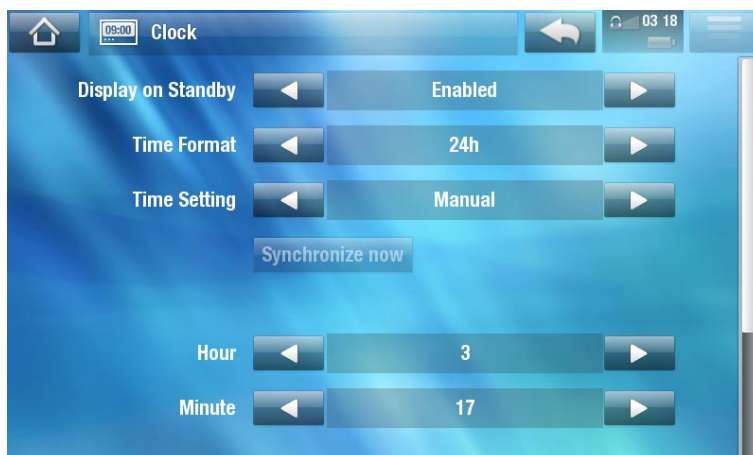 09:00 Clock 03 18
Display on Standby Enabled
Time Format 24h
Time Setting Manual
Synchronize now
Hour 3
Minute 17